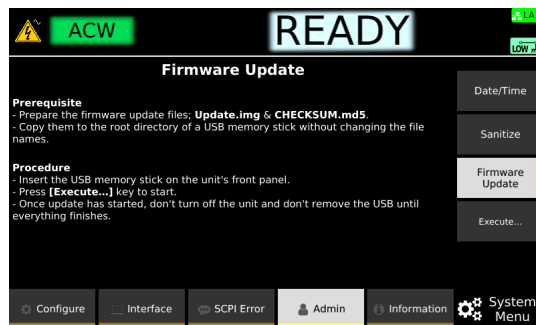 ACW
READY
LA
LOW
Firmware Update
Prerequisite
- Prepare the firmware update files; Update.img & CHECKSUM.md5.
- Copy them to the root directory of a USB memory stick without changing the file
names.
Procedure
- Insert the USB memory stick on the unit's front panel.
- Press [Execute...] key to start.
- Once update has started, don't turn off the unit and don't remove the USB until
everything finishes.
Date/Time
Sanitize
Firmware
Update
Execute...
Configure
Interface
SCPI Error
Admin
Information
System
Menu